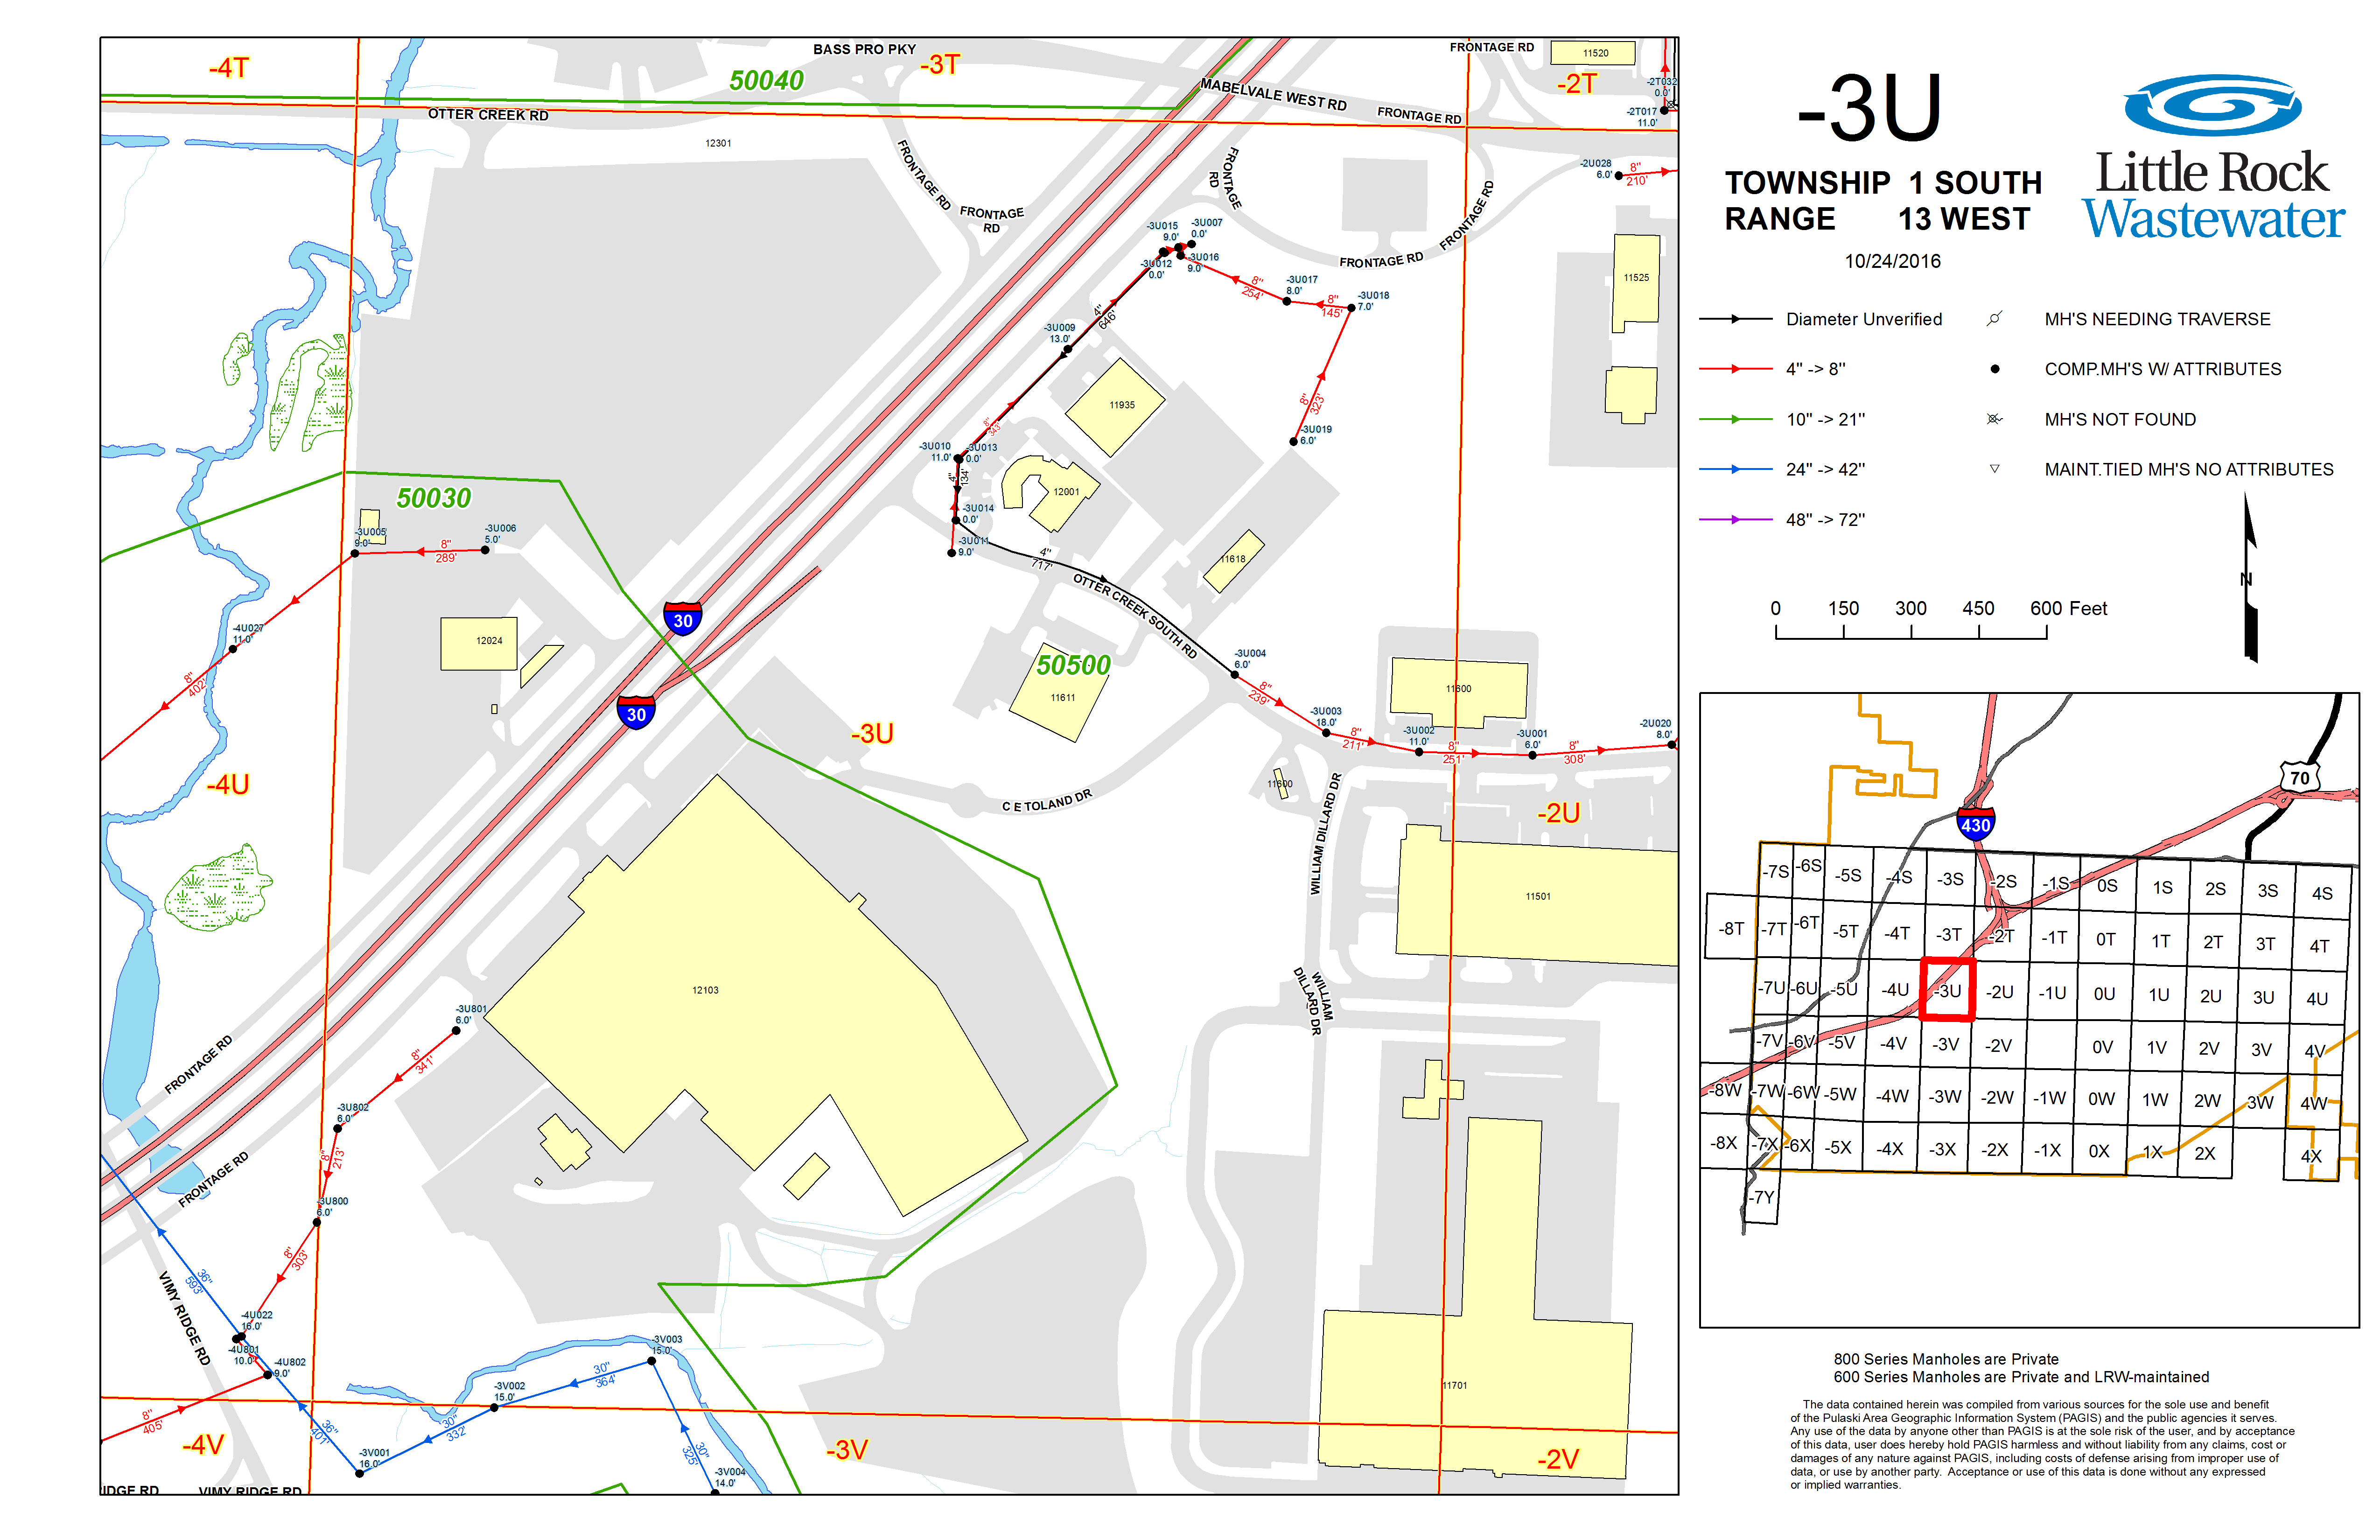 BASS PRO PKY
FRONTAGE RD
11520
-4T
-3T
50040
-2T
-2T032
0.0'
MABELVALE WEST RD
FRONTAGE RD
-2T017
11.0'
OTTER CREEK RD
12301
FRONTAGE RD
FRONTAGE
RD
FRONTAGE
RD
-2U028
6.0'
8"
210'
FRONTAGE RD
FRONTAGE RD
-3U015
9.0'
-3U007
0.0'
-3U012
0.0'
-3U016
9.0'
8"
254'
-3U017
8.0'
8"
145'
-3U018
7.0'
11525
4"
646'
-3U009
13.0'
11935
8"
323'
-3U019
6.0'
8"
343'
-3U010
11.0'
-3U013
0.0'
4"
134'
12001
50030
-3U014
0.0'
-3U005
9.0'
-3U006
5.0'
8"
289'
-3U011
9.0'
4"
717'
11618
OTTER CREEK SOUTH RD
30
-4U027
11.0'
12024
8"
402'
50500
11611
-3U004
6.0'
8"
239'
11600
30
-3U
-3U003
18.0'
8"
211'
-3U002
11.0'
8"
251'
-3U001
6.0'
8"
308'
-2U020
8.0'
-4U
11600
C E TOLAND DR
WILLIAM DILLARD DR
-2U
11501
12103
WILLIAM
DILLARD DR
-3U801
6.0'
8"
341'
FRONTAGE RD
-3U802
6.0'
8"
213'
FRONTAGE RD
-3U800
6.0'
8"
303'
36"
593'
VIMY RIDGE RD
-4U022
16.0'
-4U801
10.0'
-4U802
9.0'
-3V003
15.0'
30"
364'
-3V002
15.0'
11701
8"
405'
36"
401'
30"
332'
30"
325'
-4V
-3V001
16.0'
-3V
-3V004
14.0'
-2V
IDGE RD
VIMY RIDGE RD
-3U
TOWNSHIP 1 SOUTH
RANGE 13 WEST
10/24/2016
Little Rock
Wastewater
Diameter Unverified
MH'S NEEDING TRAVERSE
4" -> 8"
COMP.MH'S W/ ATTRIBUTES
10" -> 21"
MH'S NOT FOUND
24" -> 42"
MAINT.TIED MH'S NO ATTRIBUTES
48" -> 72"
N
0 150 300 450 600 Feet
70
430
-7S -6S -5S -4S -3S -2S -1S 0S 1S 2S 3S 4S
-8T -7T -6T -5T -4T -3T -2T -1T 0T 1T 2T 3T 4T
-7U -6U -5U -4U -3U -2U -1U 0U 1U 2U 3U 4U
-7V -6V -5V -4V -3V -2V 0V 1V 2V 3V 4V
-8W -7W -6W -5W -4W -3W -2W -1W 0W 1W 2W 3W 4W
-8X -7X -6X -5X -4X -3X -2X -1X 0X 1X 2X 4X
-7Y
800 Series Manholes are Private
600 Series Manholes are Private and LRW-maintained
The data contained herein was compiled from various sources for the sole use and benefit
of the Pulaski Area Geographic Information System (PAGIS) and the public agencies it serves.
Any use of the data by anyone other than PAGIS is at the sole risk of the user, and by acceptance
of this data, user does hereby hold PAGIS harmless and without liability from any claims, cost or
damages of any nature against PAGIS, including costs of defense arising from improper use of
data, or use by another party. Acceptance or use of this data is done without any expressed
or implied warranties.